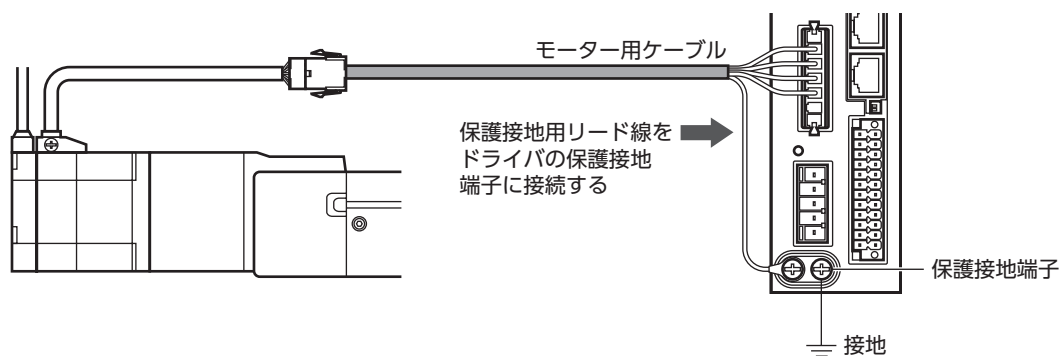 モーター用ケーブル
保護接地用リード線を
ドライバの保護接地
端子に接続する
保護接地端子
接地